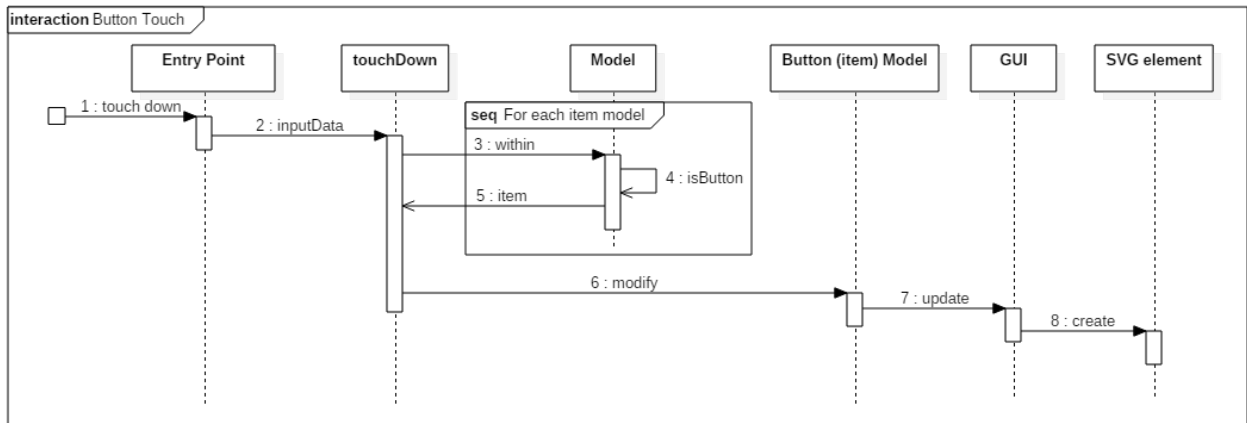 interaction Button Touch
Entry Point
touchDown
Model
Button (item) Model
GUI
SVG element
1 : touch down
seq For each item model
2 : inputData
3 : within
4 : isButton
5 : item
6 : modify
7 : update
8 : create